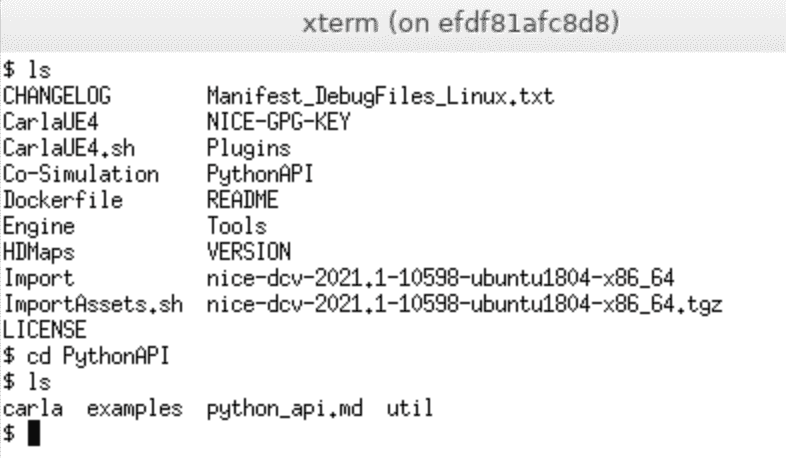 xterm (on efdf81afc8d8)
$ ls
CHANGELOG Manifest_DebugFiles_Linux.txt
CarlaUE4 NICE-GPG-KEY
CarlaUE4.sh Plugins
Co-Simulation PythonAPI
Dockerfile README
Engine Tools
HDMaps VERSION
Import nice-dcv-2021.1-10598-ubuntu1804-x86_64
ImportAssets.sh nice-dcv-2021.1-10598-ubuntu1804-x86_64.tgz
LICENSE
$ cd PythonAPI
$ ls
carla examples python_api.md util
$